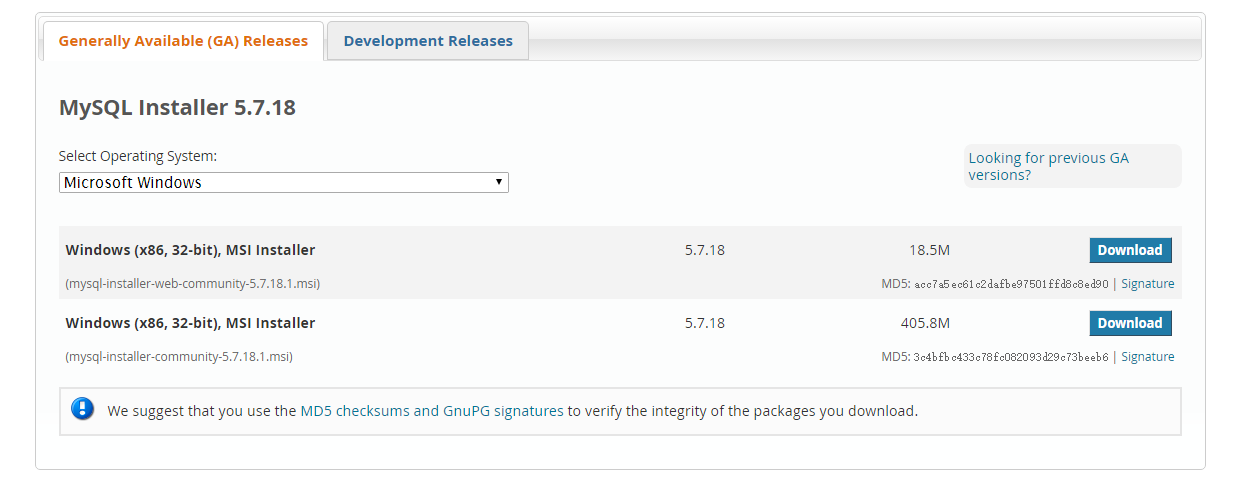 Generally Available (GA) Releases
Development Releases
MySQL Installer 5.7.18
Select Operating System:
Looking for previous GA
versions?
Microsoft Windows
Windows (x86, 32-bit), MSI Installer 5.7.18 18.5M Download
(mysql-installer-web-community-5.7.18.1.msi) MD5: acc7a5ec61c2dafbe97501ffd8c8ed90 | Signature
Windows (x86, 32-bit), MSI Installer 5.7.18 405.8M Download
(mysql-installer-community-5.7.18.1.msi) MD5: 3c4bfbc433c78fc082093d29c73beeb6 | Signature
We suggest that you use the MD5 checksums and GnuPG signatures to verify the integrity of the packages you download.